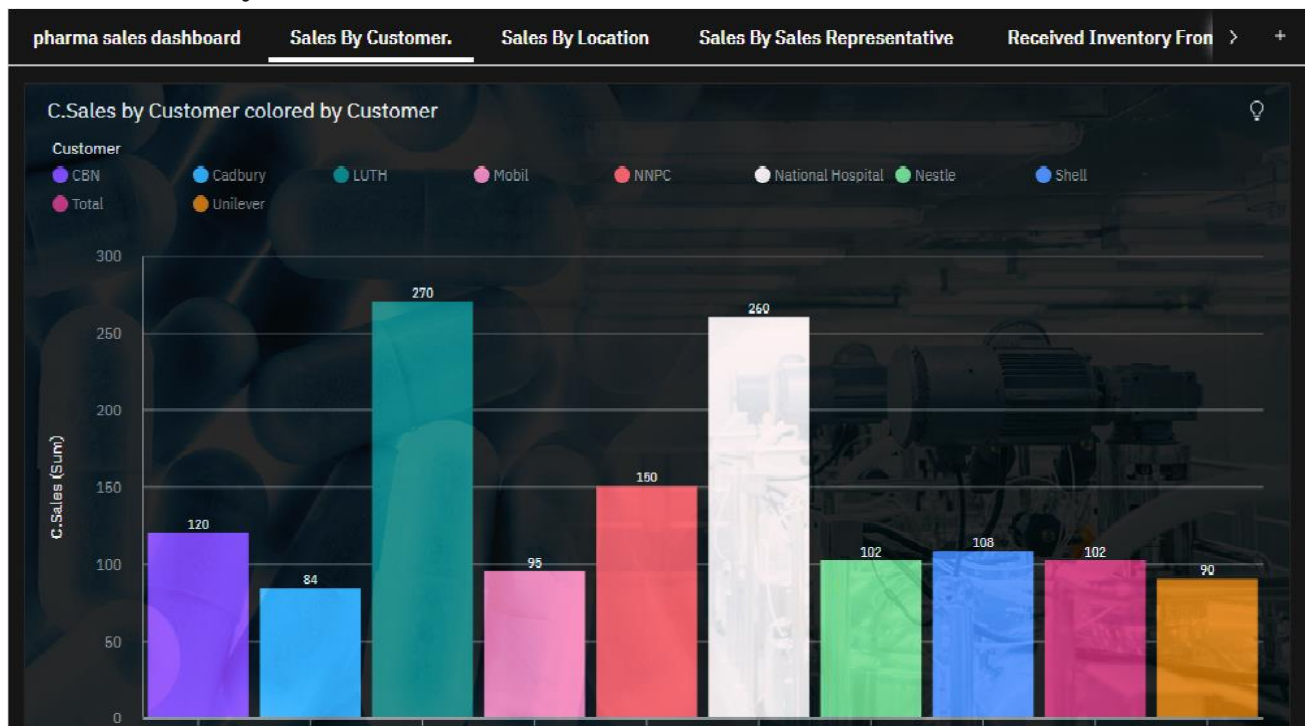 pharma sales dashboard Sales By Customer. Sales By Location Sales By Sales Representative Received Inventory Fron > +
C.Sales by Customer colored by Customer
Customer
CBN Cadbury LUTH Mobil NNPC National Hospital Nestle Shell
Total Unilever
300
250
200
150
100
50
0
C.Sales (Sum)
120
84
270
95
150
260
102
108
102
90